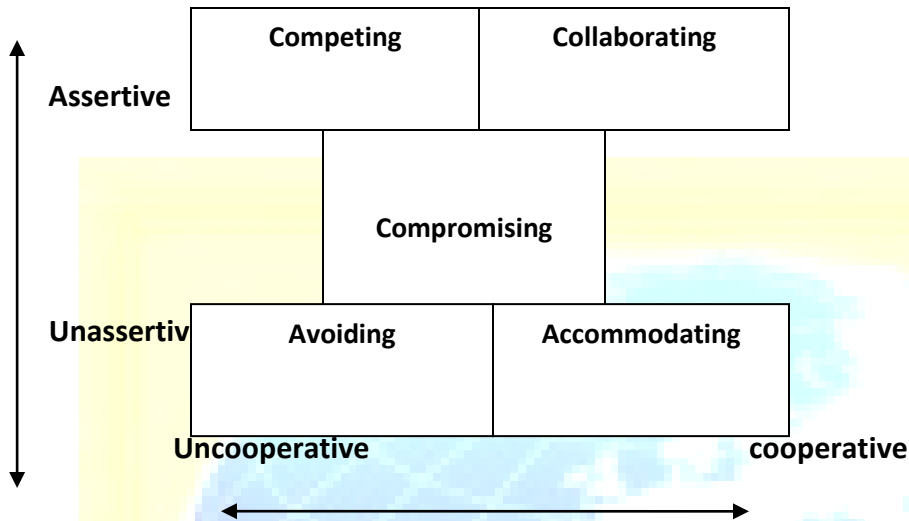 Competing Collaborating
Assertive
Compromising
Unassertiv
Avoiding Accommodating
Uncooperative cooperative